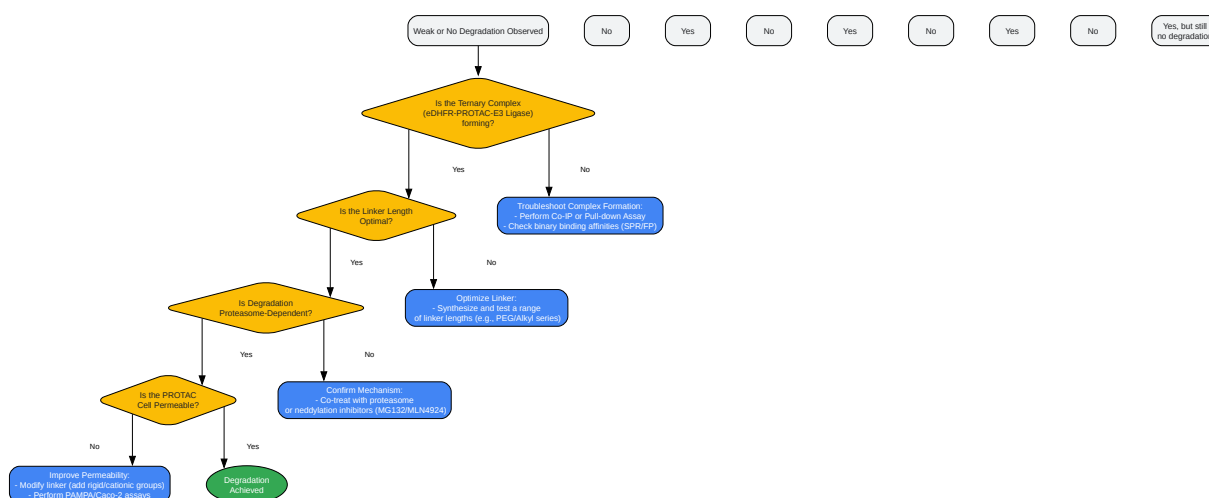 Weak or No Degradation Observed
No
Yes
No
Yes
No
Yes
No
Yes, but still
no degradation
Is the Ternary Complex
(eDHFR-PROTAC-E3 Ligase)
forming?
Yes
No
Is the Linker Length
Optimal?
Troubleshoot Complex Formation:
- Perform Co-IP or Pull-down Assay
- Check binary binding affinities (SPR/FP)
Yes
No
Is Degradation
Proteasome-Dependent?
Optimize Linker:
- Synthesize and test a range
of linker lengths (e.g., PEG/Alkyl series)
Yes
No
Is the PROTAC
Cell Permeable?
Confirm Mechanism:
- Co-treat with proteasome
or neddylation inhibitors (MG132/MLN4924)
No
Yes
Improve Permeability:
- Modify linker (add rigid/cationic groups)
- Perform PAMPA/Caco-2 assays
Degradation
Achieved